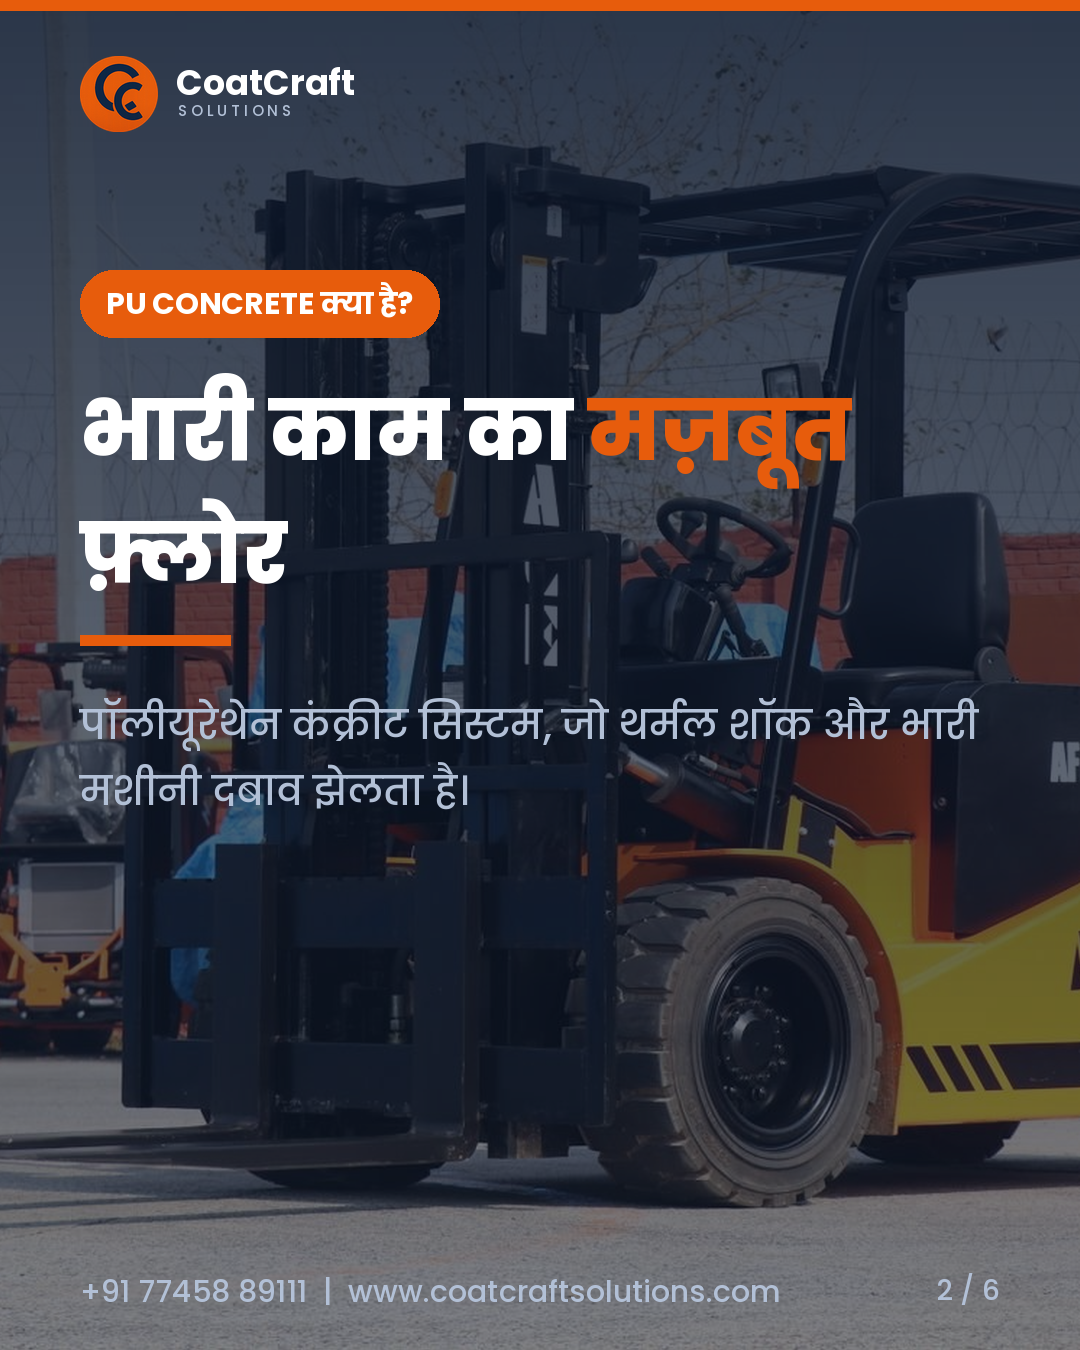 CoatCraft
SOLUTIONS
PU CONCRETE क्या है?
भारी काम का मज़बूत
फ़्लोर
पॉलीयूरेथेन कंक्रीट सिस्टम, जो थर्मल शॉक और भारी
मशीनी दबाव झेलता है।
AF
+91 77458 89111 | www.coatcraftsolutions.com
2 / 6